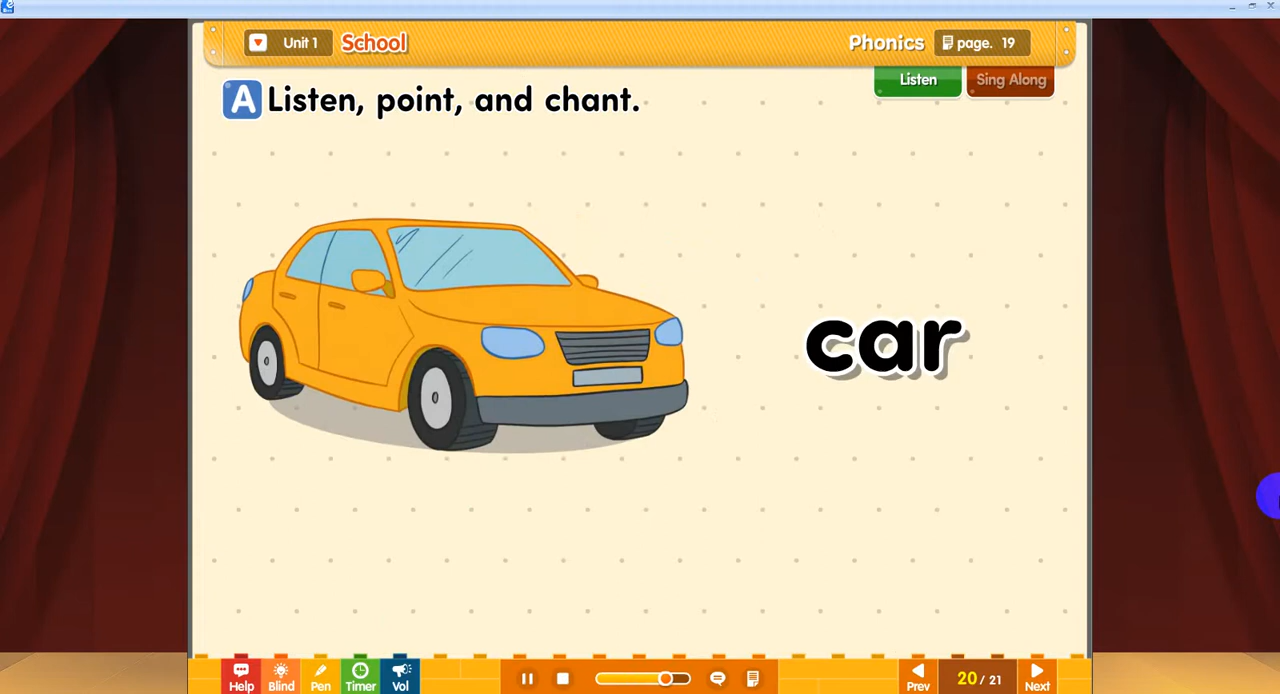 Unit 1 School Phonics page. 19
Listen Sing Along
A Listen, point, and chant.
car
Help Blind Pen Timer Vol Prev 20 / 21 Next